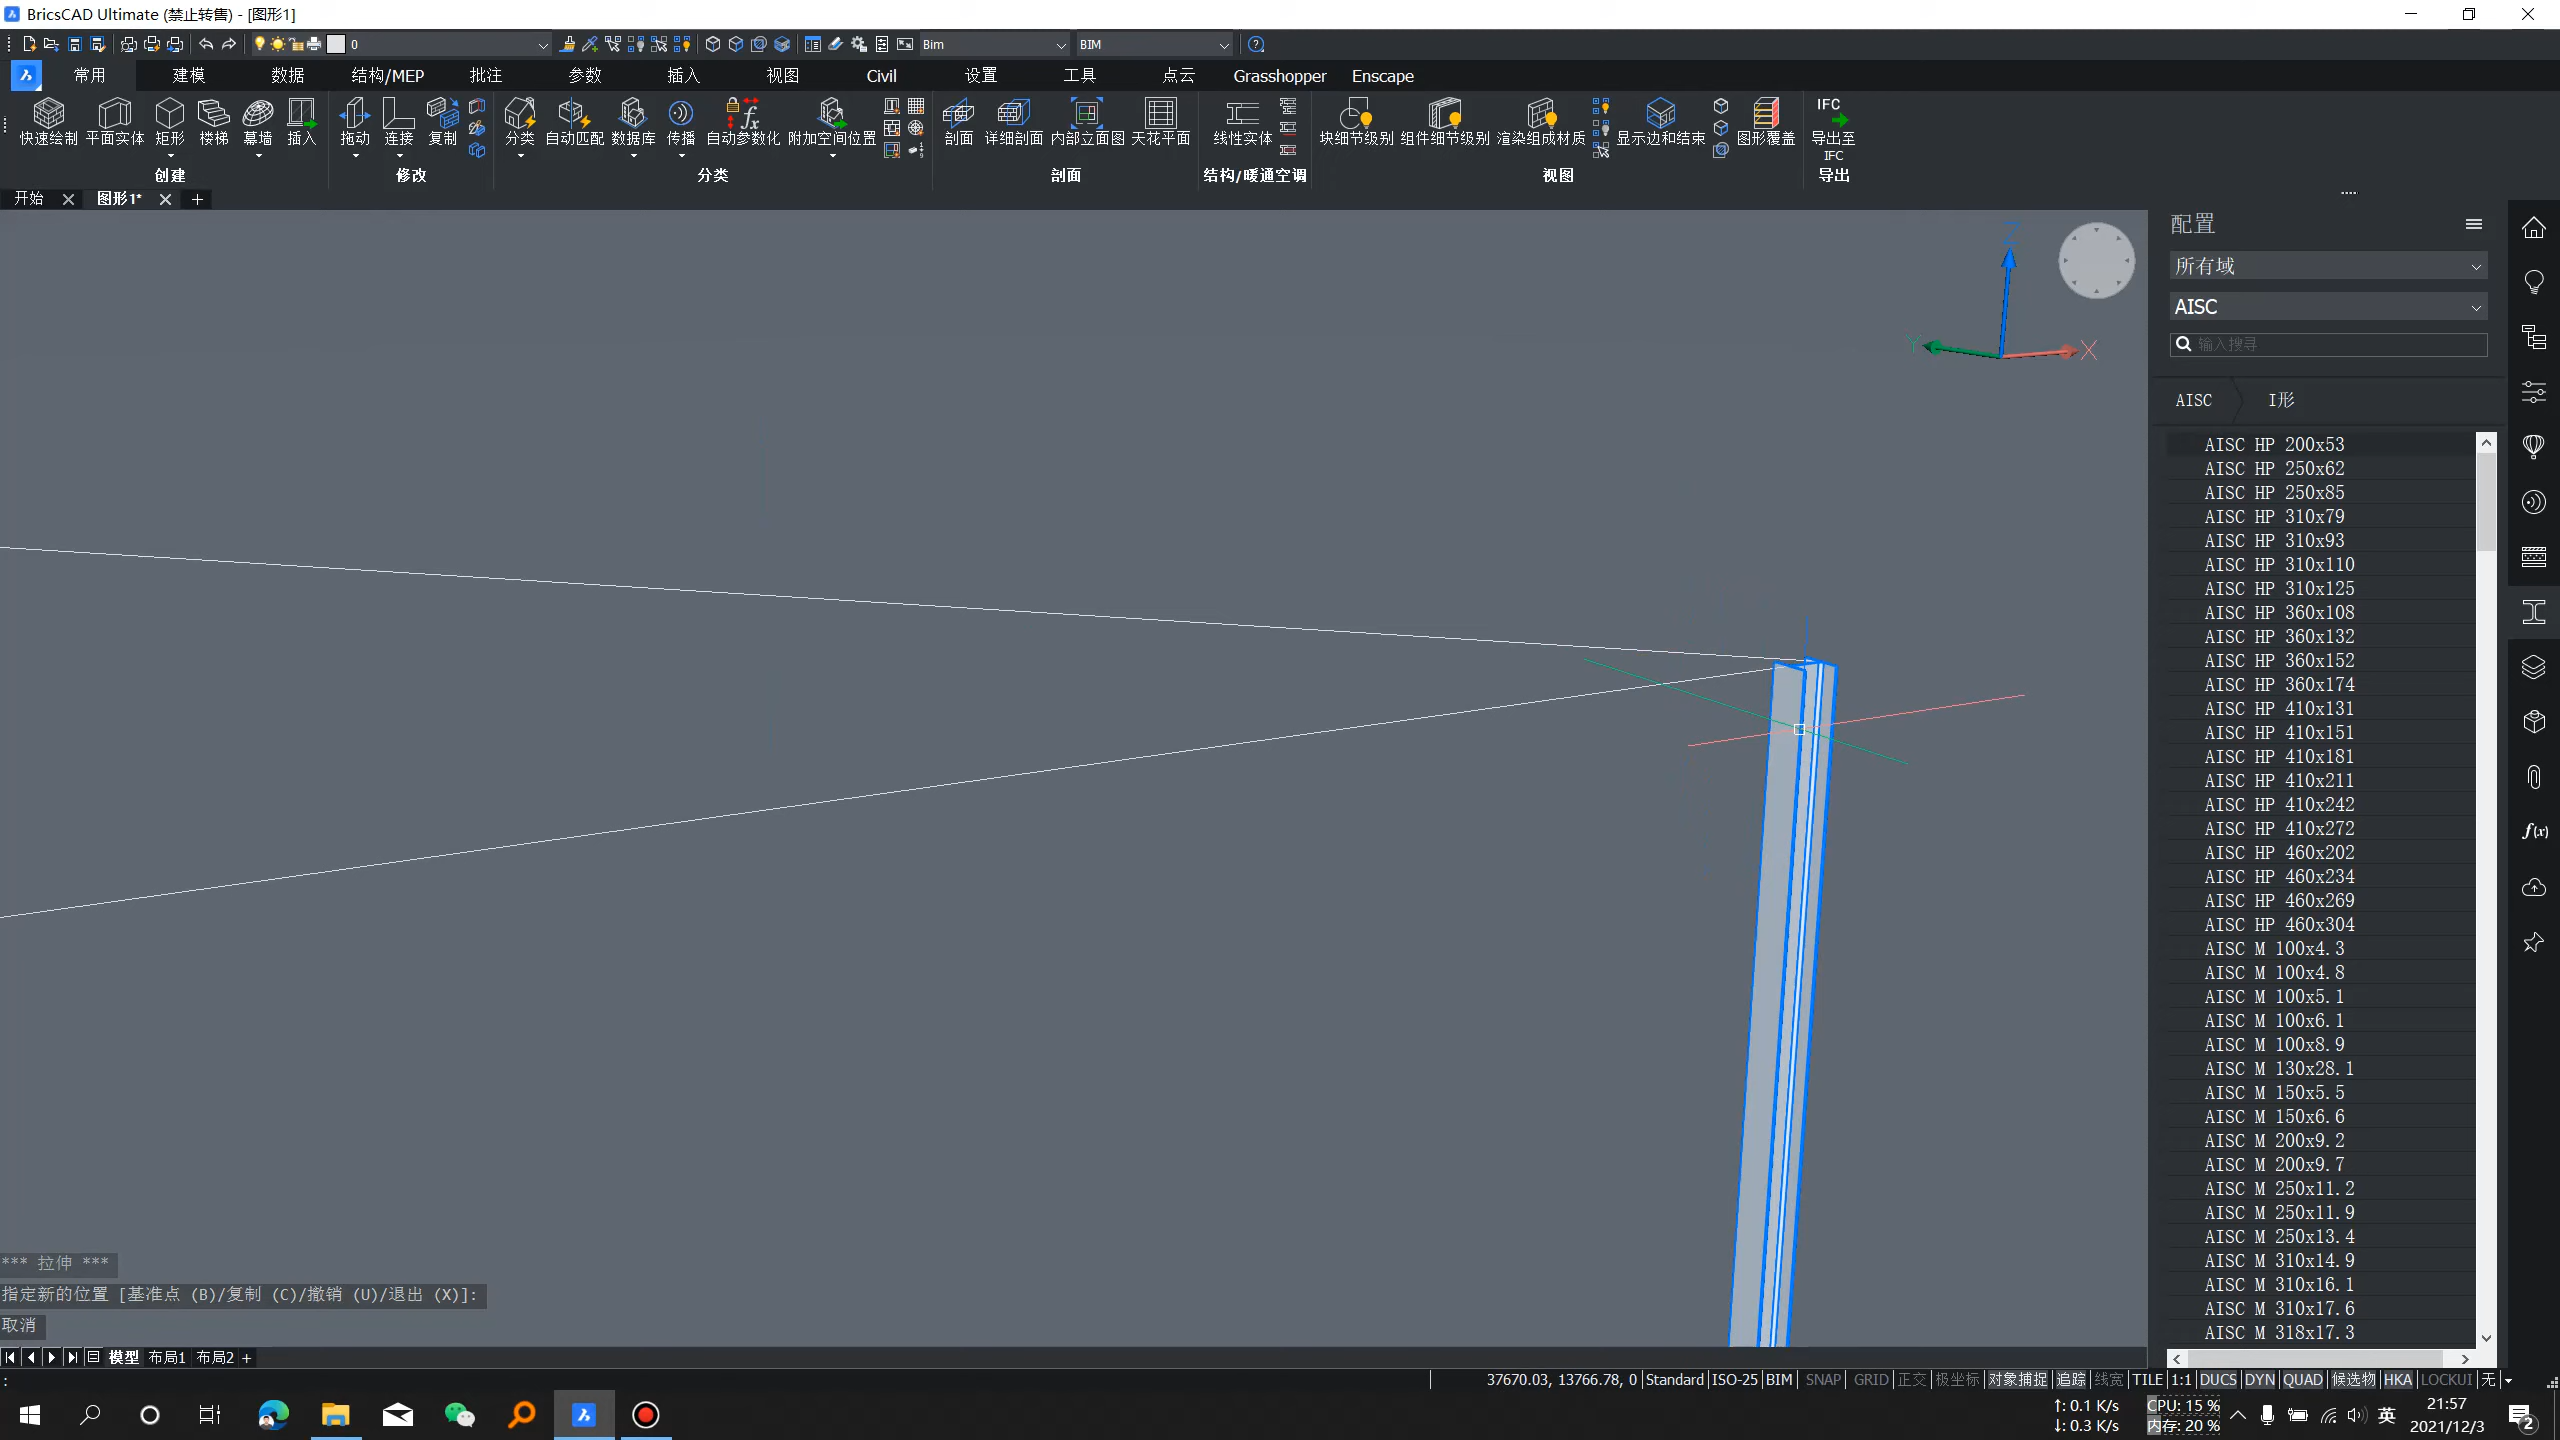 BricsCAD Ultimate (禁止转售) - [图形1]
0
Bim
BIM
常用 建模 数据 结构/MEP 批注 参数 插入 视图 Civil 设置 工具 点云 Grasshopper Enscape
快速绘制 平面实体 矩形 楼梯 幕墙 插入 拖动 连接 复制 分类 自动匹配 数据库 传播 自动参数化 附加空间位置 剖面 详细剖面 内部立面图 天花平面 线性实体 块细节级别 组件细节级别 渲染组成材质 显示边和结束 图形覆盖 IFC 导出至 IFC
创建 修改 分类 剖面 结构/暖通空调 视图 导出
开始 图形1* +
Z
Y
X
配置
所有域
AISC
输入搜寻
AISC I形
AISC HP 200x53
AISC HP 250x62
AISC HP 250x85
AISC HP 310x79
AISC HP 310x93
AISC HP 310x110
AISC HP 310x125
AISC HP 360x108
AISC HP 360x132
AISC HP 360x152
AISC HP 360x174
AISC HP 410x131
AISC HP 410x151
AISC HP 410x181
AISC HP 410x211
AISC HP 410x242
AISC HP 410x272
AISC HP 460x202
AISC HP 460x234
AISC HP 460x269
AISC HP 460x304
AISC M 100x4.3
AISC M 100x4.8
AISC M 100x5.1
AISC M 100x6.1
AISC M 100x8.9
AISC M 130x28.1
AISC M 150x5.5
AISC M 150x6.6
AISC M 200x9.2
AISC M 200x9.7
AISC M 250x11.2
AISC M 250x11.9
AISC M 250x13.4
AISC M 310x14.9
AISC M 310x16.1
AISC M 310x17.6
AISC M 318x17.3
f(x)
*** 拉伸 ***
指定新的位置 [基准点 (B)/复制 (C)/撤销 (U)/退出 (X)]:
取消
模型 布局1 布局2 +
:
37670.03, 13766.78, 0 Standard ISO-25 BIM SNAP GRID 正交 极坐标 对象捕捉 追踪 线宽 TILE 1:1 DUCS DYN QUAD 候选物 HKA LOCKUI 无
↑: 0.1 K/s
↓: 0.3 K/s
CPU: 15 %
内存: 20 %
英
21:57
2021/12/3
2